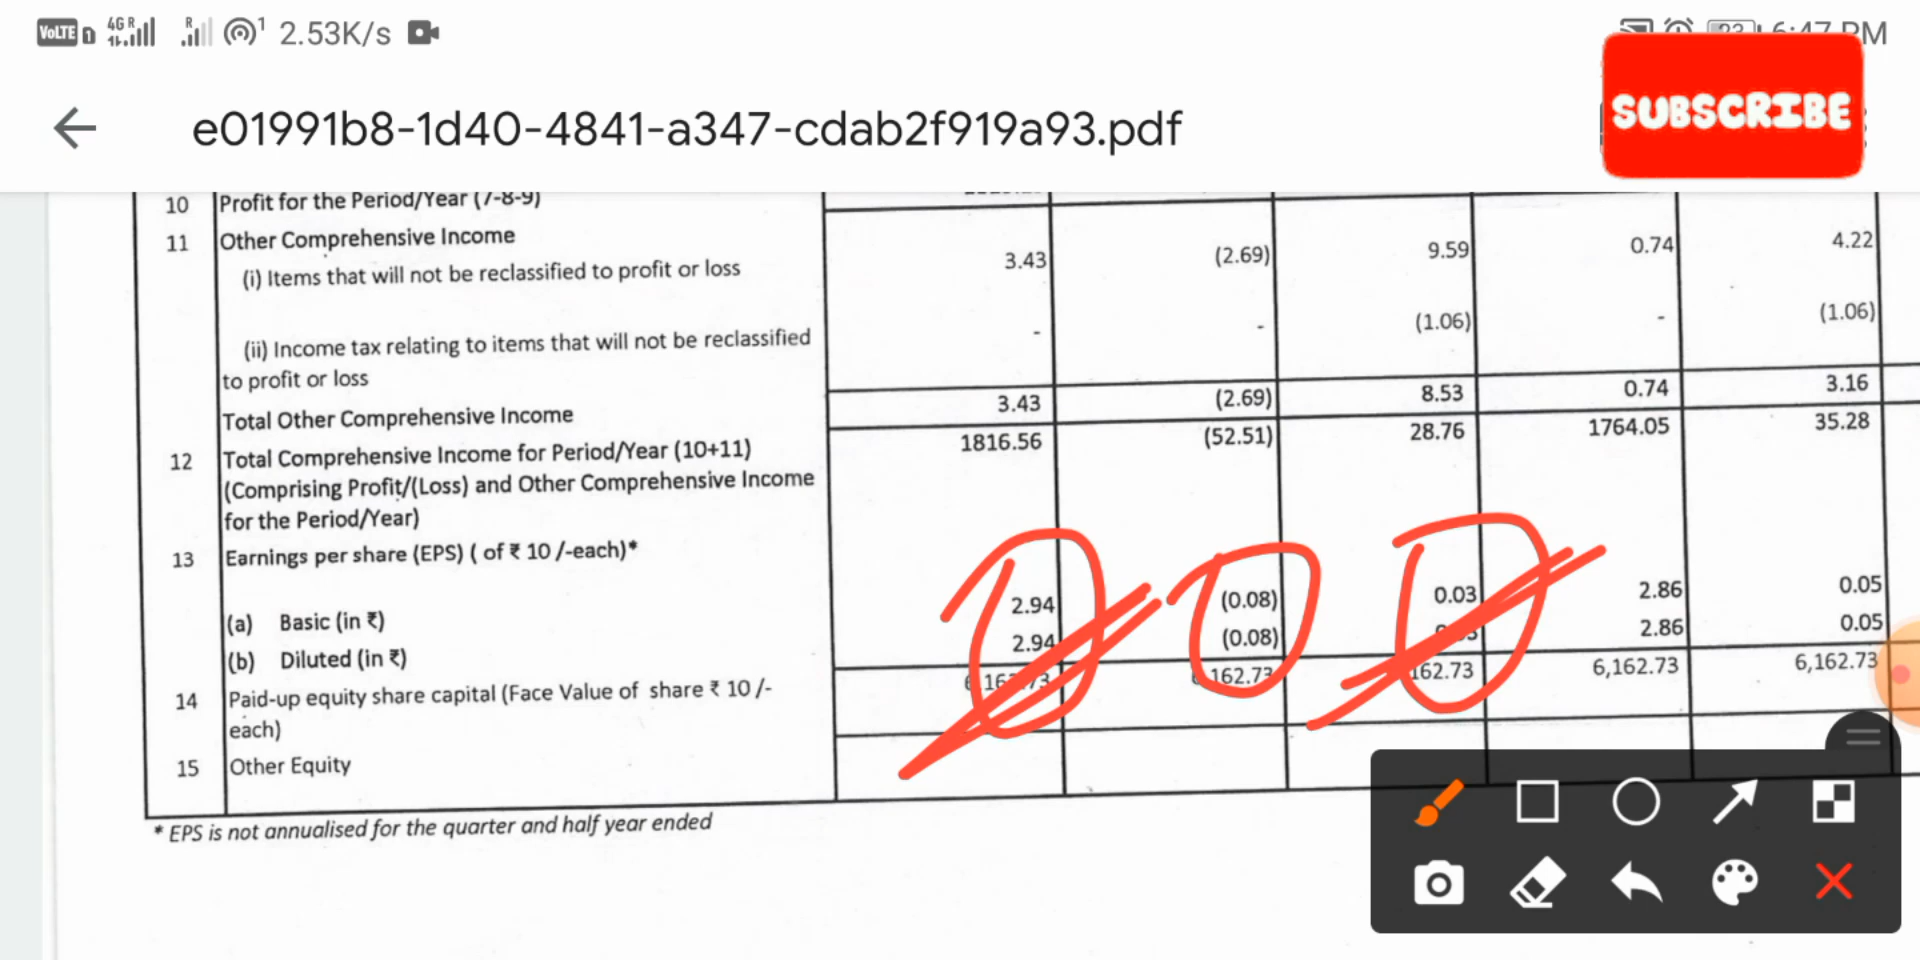 VoLTE 1 4G R R 1 2.53K/s 23 6:47 PM
e01991b8-1d40-4841-a347-cdab2f919a93.pdf
SUBSCRIBE
10 Profit for the Period/Year (7-8-9)
11 Other Comprehensive Income
(i) Items that will not be reclassified to profit or loss 3.43 (2.69) 9.59 0.74 4.22
(ii) Income tax relating to items that will not be reclassified - - (1.06) - (1.06)
to profit or loss
Total Other Comprehensive Income 3.43 (2.69) 8.53 0.74 3.16
12 Total Comprehensive Income for Period/Year (10+11) 1816.56 (52.51) 28.76 1764.05 35.28
(Comprising Profit/(Loss) and Other Comprehensive Income
for the Period/Year)
13 Earnings per share (EPS) ( of ₹ 10 /-each)*
(a) Basic (in ₹) 2.94 (0.08) 0.03 2.86 0.05
(b) Diluted (in ₹) 2.94 (0.08) 2.86 0.05
14 Paid-up equity share capital (Face Value of share ₹ 10 /- 6,162.73 6,162.73
each)
15 Other Equity
* EPS is not annualised for the quarter and half year ended